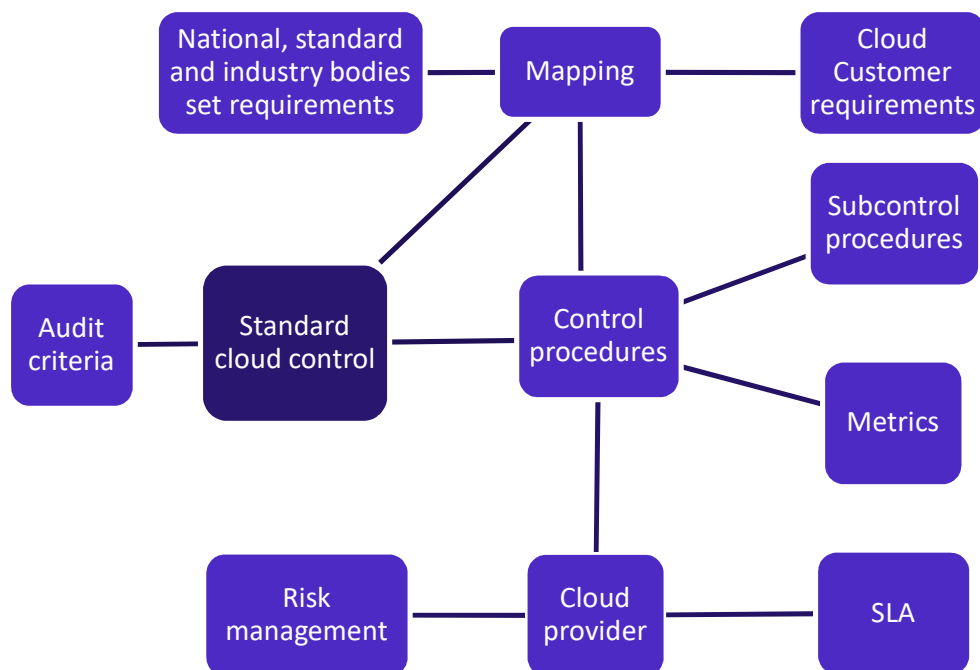 National, standard
and industry bodies
set requirements
Mapping
Cloud
Customer
requirements
Subcontrol
procedures
Audit
criteria
Standard
cloud control
Control
procedures
Metrics
Risk
management
Cloud
provider
SLA